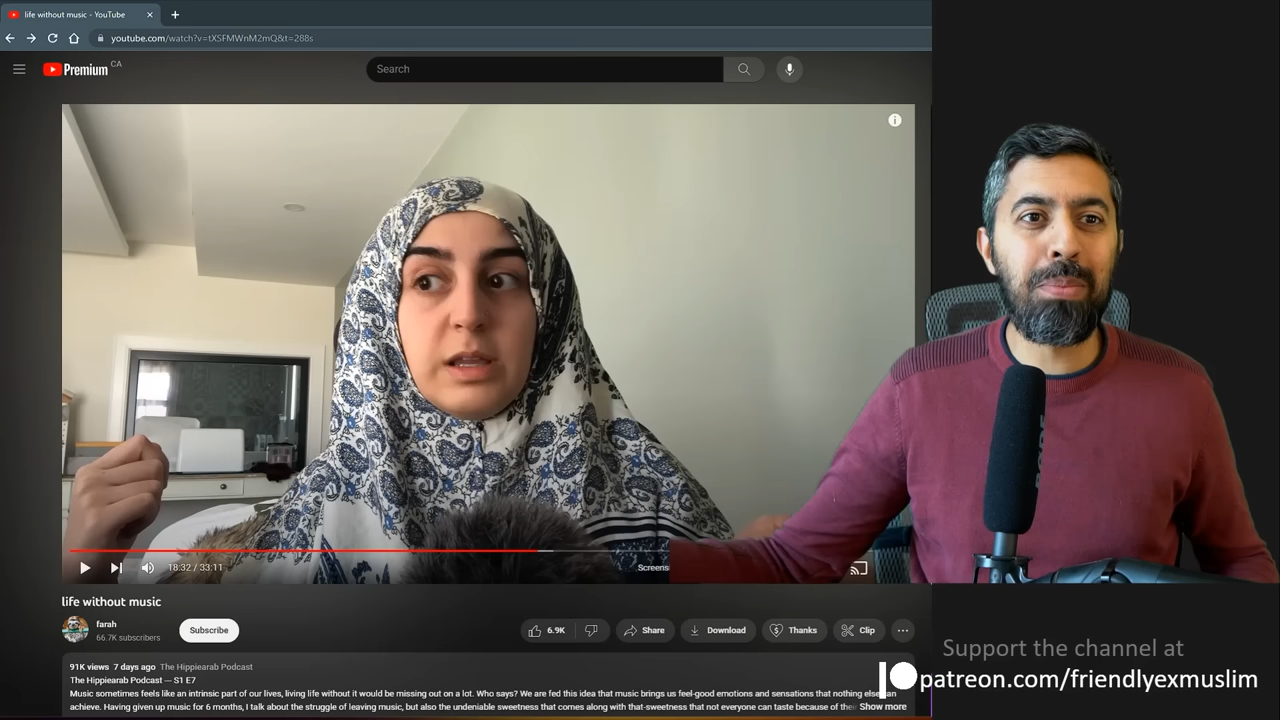 life without music - YouTube
youtube.com/watch?v=tXSFMWnM2mQ&t=288s
Premium CA
Search
18:32 / 33:11
Screens
life without music
farah
66.7K subscribers
Subscribe
6.9K
Share
Download
Thanks
Clip
91K views 7 days ago The Hippiearab Podcast
The Hippiearab Podcast — S1 E7
Music sometimes feels like an intrinsic part of our lives, living life without it would be missing out on a lot. Who says? We are fed this idea that music brings us feel-good emotions and sensations that nothing else can
achieve. Having given up music for 6 months, I talk about the struggle of leaving music, but also the undeniable sweetness that comes along with that-sweetness that not everyone can taste because of their Show more
Support the channel at
patreon.com/friendlyexmuslim